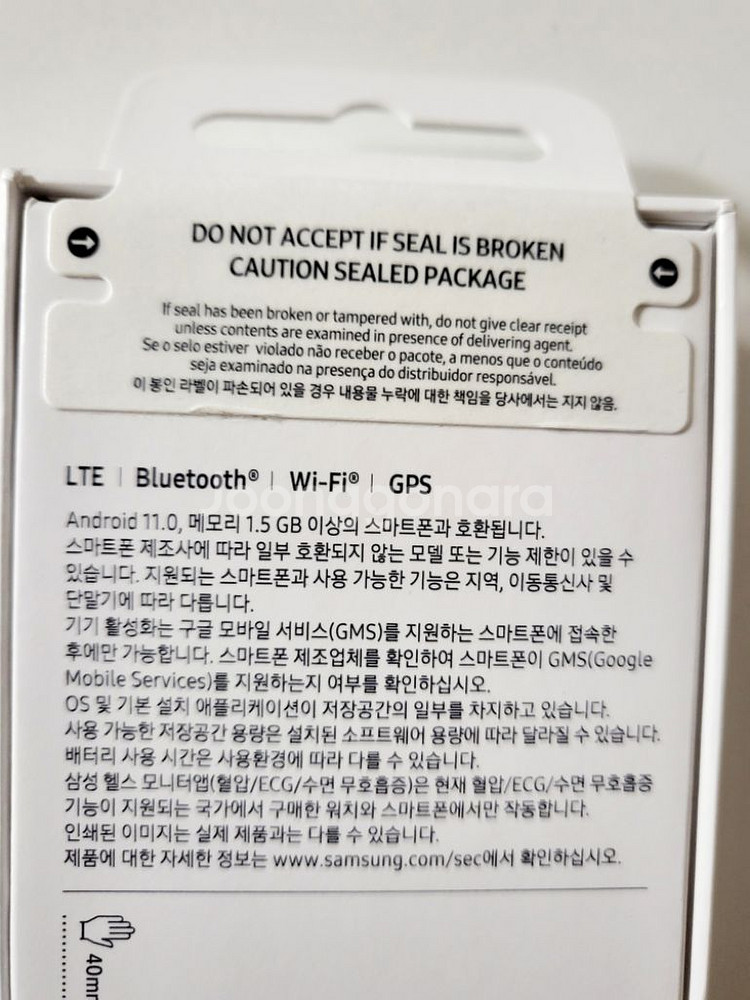 DO NOT ACCEPT IF SEAL IS BROKEN
CAUTION SEALED PACKAGE
If seal has been broken or tampered with, do not give clear receipt
unless contents are examined in presence of delivering agent.
Se o selo estiver violado não receber o pacote, a menos que o conteúdo
seja examinado na presença do distribuidor responsável.
이 봉인 라벨이 파손되어 있을 경우 내용물 누락에 대한 책임을 당사에서는 지지 않음.
LTE | Bluetooth® | Wi-Fi® | GPS
joongonara
Android 11.0, 메모리 1.5 GB 이상의 스마트폰과 호환됩니다.
스마트폰 제조사에 따라 일부 호환되지 않는 모델 또는 기능 제한이 있을 수
있습니다. 지원되는 스마트폰과 사용 가능한 기능은 지역, 이동통신사 및
단말기에 따라 다릅니다.
기기 활성화는 구글 모바일 서비스(GMS)를 지원하는 스마트폰에 접속한
후에만 가능합니다. 스마트폰 제조업체를 확인하여 스마트폰이 GMS(Google
Mobile Services)를 지원하는지 여부를 확인하십시오.
OS 및 기본 설치 애플리케이션이 저장공간의 일부를 차지하고 있습니다.
사용 가능한 저장공간 용량은 설치된 소프트웨어 용량에 따라 달라질 수 있습니다.
배터리 사용 시간은 사용환경에 따라 다를 수 있습니다.
삼성 헬스 모니터앱(혈압/ECG/수면 무호흡증)은 현재 혈압/ECG/수면 무호흡증
기능이 지원되는 국가에서 구매한 워치와 스마트폰에서만 작동합니다.
인쇄된 이미지는 실제 제품과는 다를 수 있습니다.
제품에 대한 자세한 정보는 www.samsung.com/sec에서 확인하십시오.
40mm